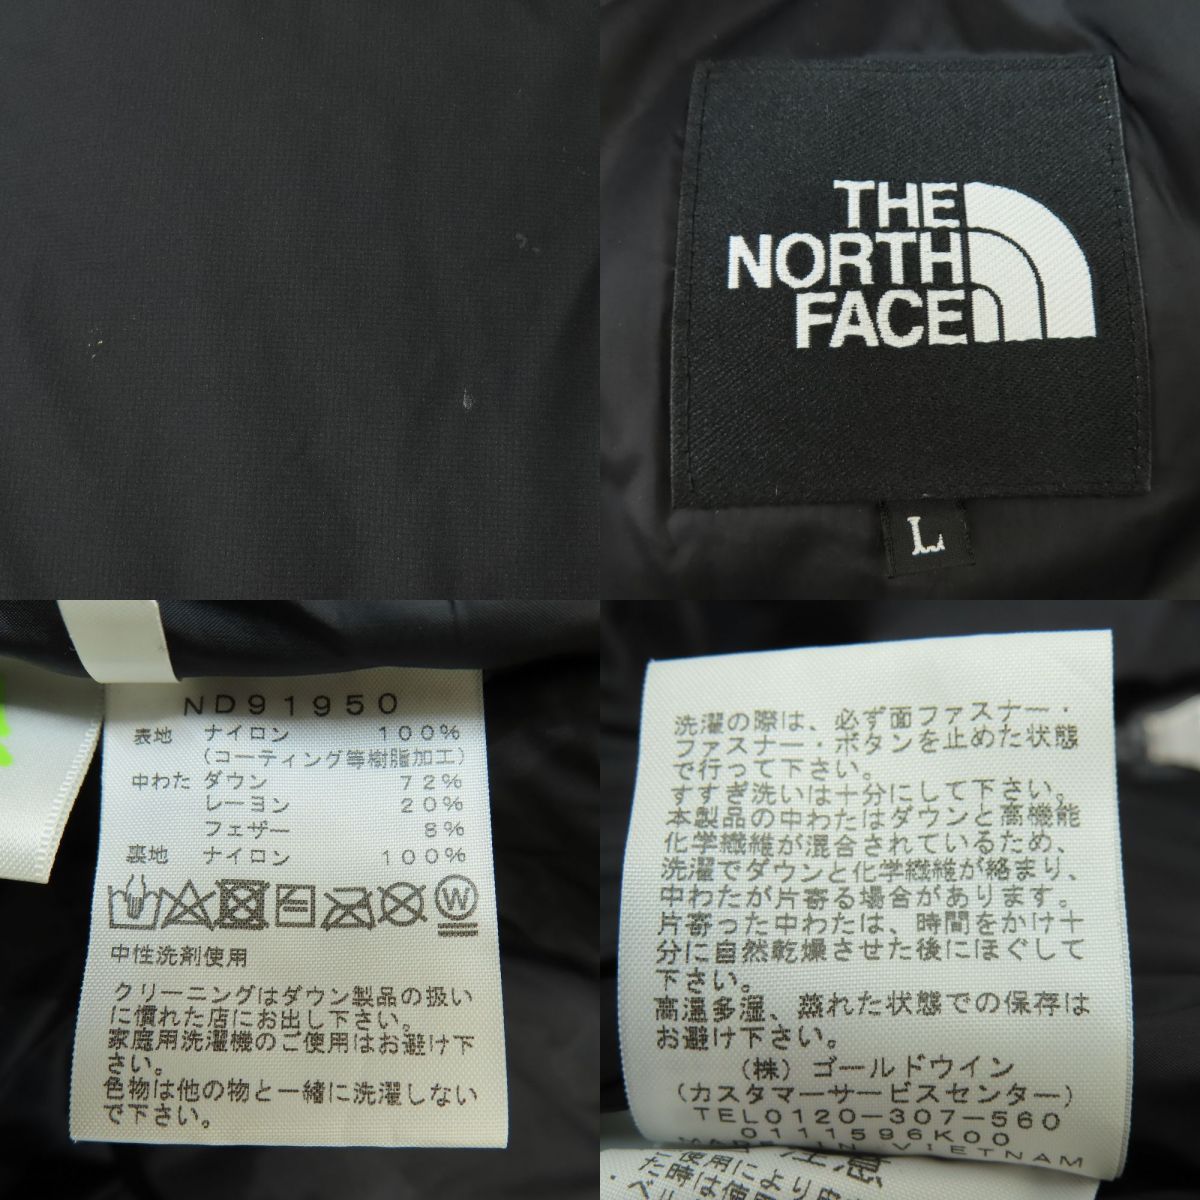 THE
NORTH
FACE
L
ND91950
表地 ナイロン 100%
(コーティング等樹脂加工)
中わた ダウン 72%
レーヨン 20%
フェザー 8%
裏地 ナイロン 100%
W
中性洗剤使用
クリーニングはダウン製品の扱い
に慣れた店にお出し下さい。
家庭用洗濯機のご使用はお避け下
さい。
色物は他の物と一緒に洗濯しない
で下さい。
洗濯の際は、必ず面ファスナー・
ファスナー・ボタンを止めた状態
で行って下さい。
すすぎ洗いは十分にして下さい。
本製品の中わたはダウンと高機能
化学繊維が混合されているため、
洗濯でダウンと化学繊維が絡まり、
中わたが片寄る場合があります。
片寄った中わたは、時間をかけ十
分に自然乾燥させた後にほぐして
下さい。
高温多湿、蒸れた状態での保存は
お避け下さい。
(株)ゴールドウイン
(カスタマーサービスセンター)
TEL0120-307-560
0111596K00
MADE IN VIETNAM